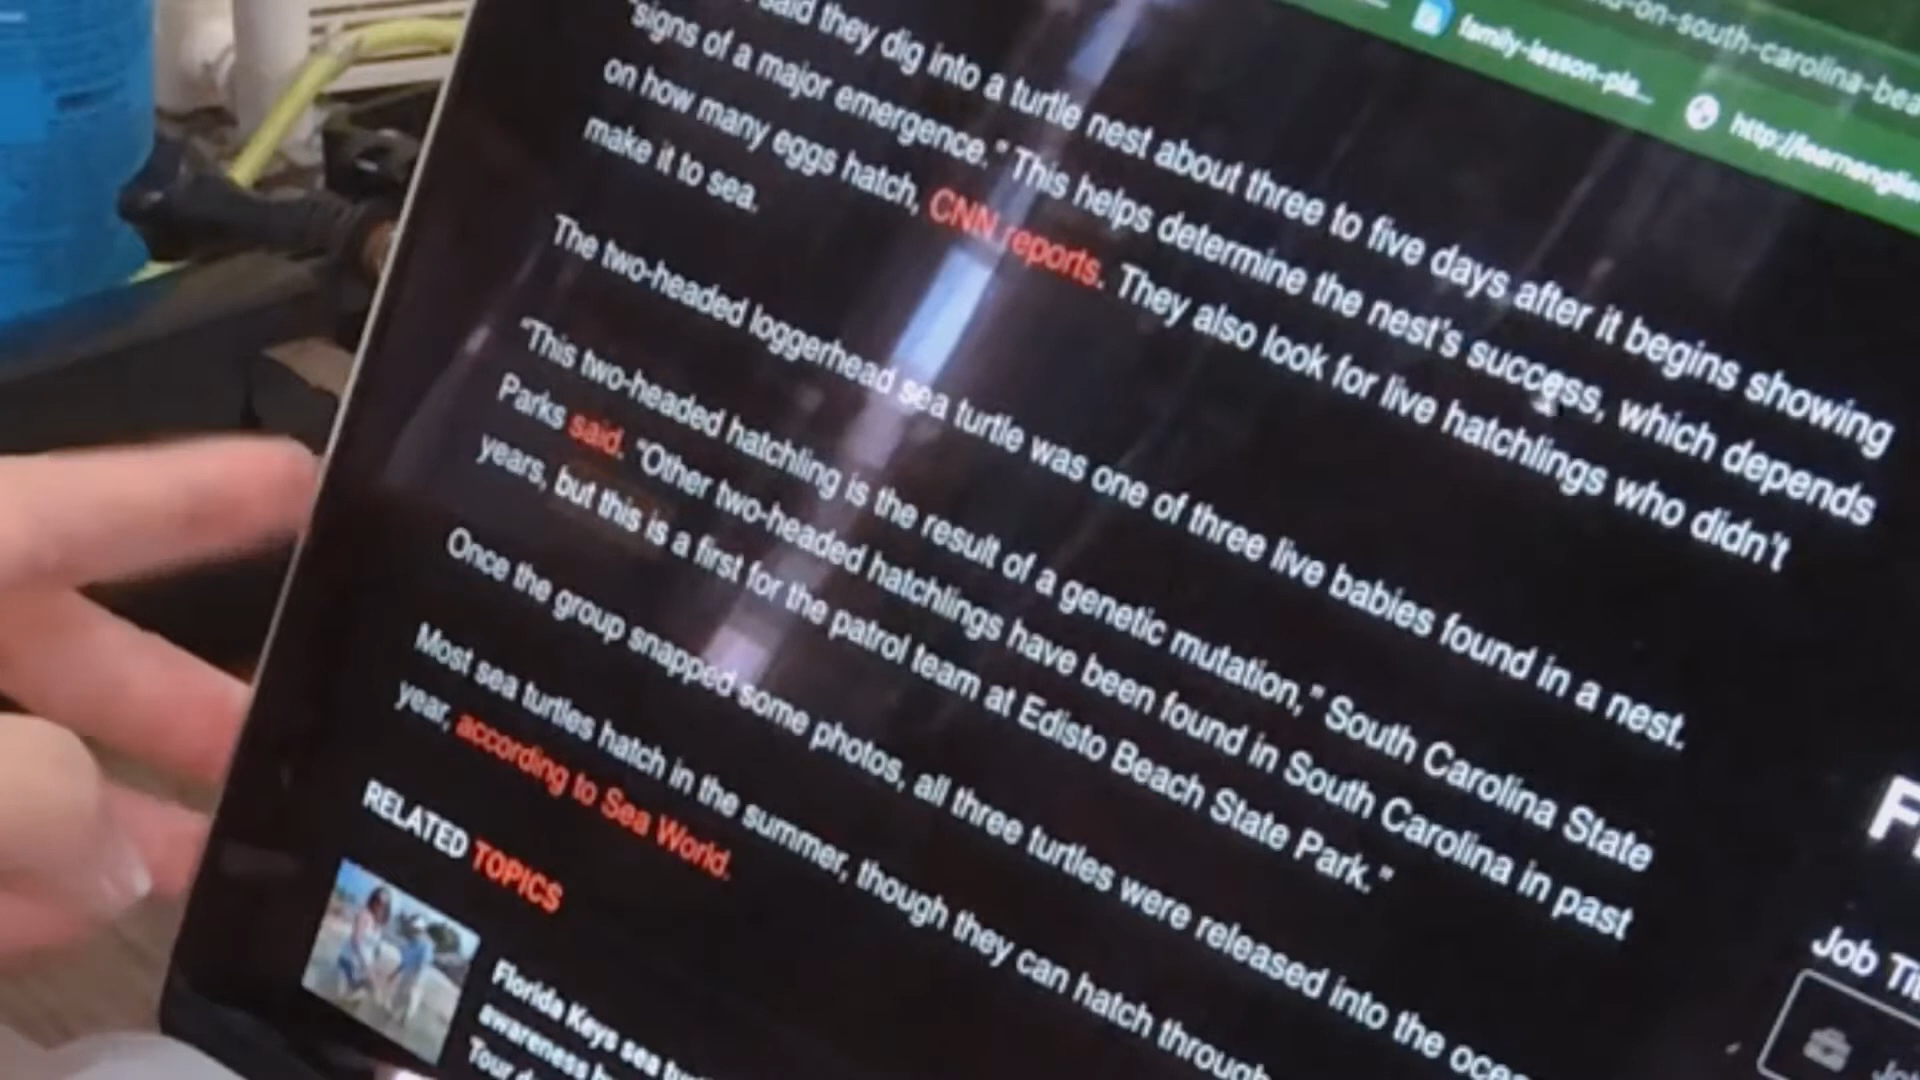 -on-south-carolina-bea
family-lesson-pla...
http://learnenglis
said they dig into a turtle nest about three to five days after it begins showing
"signs of a major emergence." This helps determine the nest's success, which depends
on how many eggs hatch, CNN reports. They also look for live hatchlings who didn't
make it to sea.
The two-headed loggerhead sea turtle was one of three live babies found in a nest.
"This two-headed hatchling is the result of a genetic mutation," South Carolina State
Parks said. "Other two-headed hatchlings have been found in South Carolina in past
years, but this is a first for the patrol team at Edisto Beach State Park."
Once the group snapped some photos, all three turtles were released into the ocea
Most sea turtles hatch in the summer, though they can hatch through
year, according to Sea World.
RELATED TOPICS
Florida Keys sea tur
awareness
Tour
Job Tit